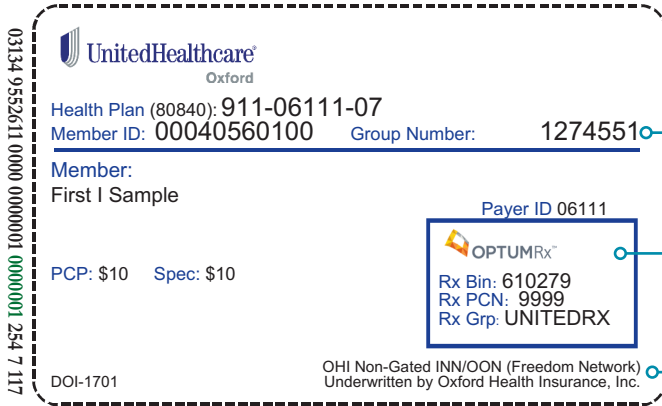 03134 9552611 0000 0000001 0000001 254 7 117
UnitedHealthcare®
Oxford
Health Plan (80840): 911-06111-07
Member ID: 00040560100 Group Number: 1274551
Member:
First I Sample
Payer ID 06111
OPTUMRx™
PCP: $10 Spec: $10
Rx Bin: 610279
Rx PCN: 9999
Rx Grp: UNITEDRX
OHI Non-Gated INN/OON (Freedom Network)
DOI-1701 Underwritten by Oxford Health Insurance, Inc.